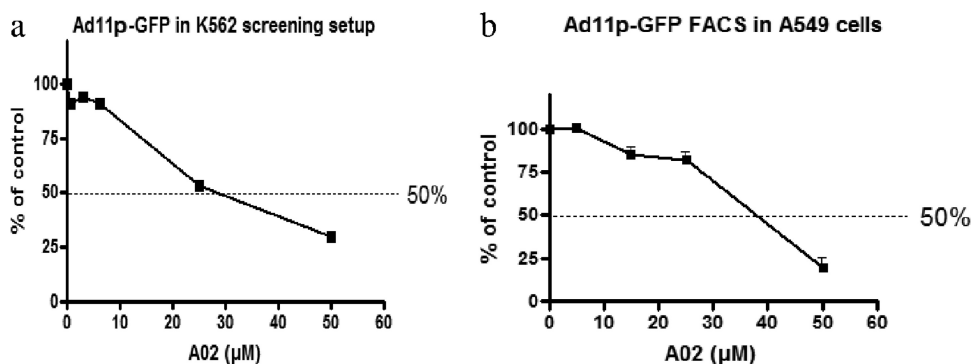 a
Ad11p-GFP in K562 screening setup
% of control
100
75
50
25
0
50%
0 10 20 30 40 50 60
A02 (µM)
b
Ad11p-GFP FACS in A549 cells
% of control
100
75
50
25
0
50%
0 10 20 30 40 50 60
A02 (µM)